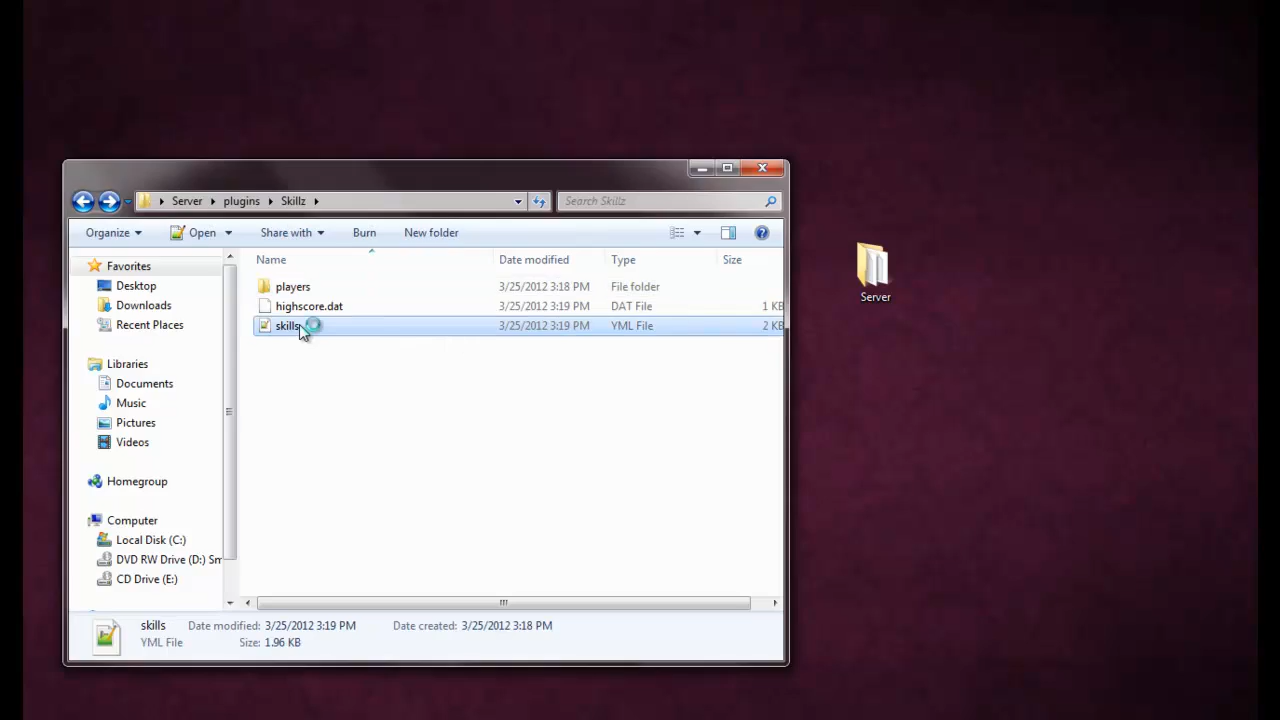 Server plugins Skillz
Search Skillz
Organize Open Share with Burn New folder
Name Date modified Type Size
Favorites
Desktop
Downloads
Recent Places
Libraries
Documents
Music
Pictures
Videos
Homegroup
Computer
Local Disk (C:)
DVD RW Drive (D:) Sm
CD Drive (E:)
players 3/25/2012 3:18 PM File folder
highscore.dat 3/25/2012 3:19 PM DAT File 1 KB
skills 3/25/2012 3:19 PM YML File 2 KB
skills Date modified: 3/25/2012 3:19 PM Date created: 3/25/2012 3:18 PM
YML File Size: 1.96 KB
Server